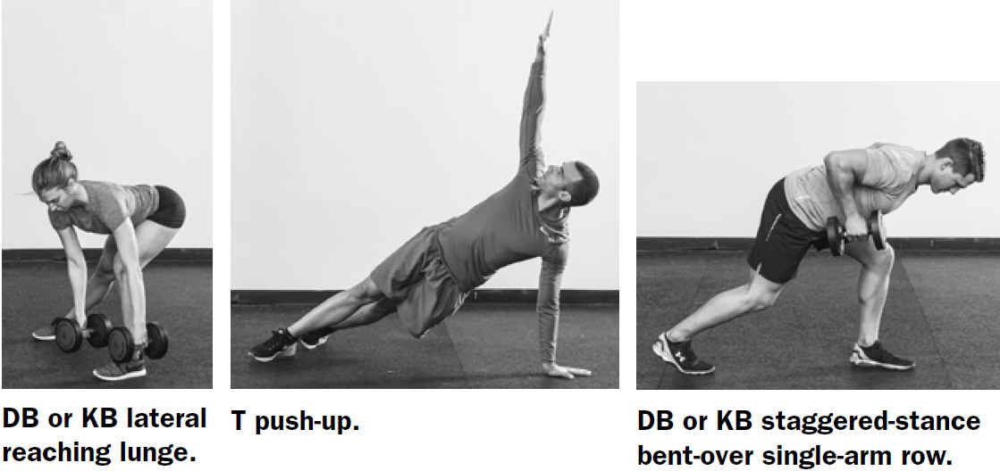 DB or KB lateral
reaching lunge.
T push-up.
DB or KB staggered-stance
bent-over single-arm row.